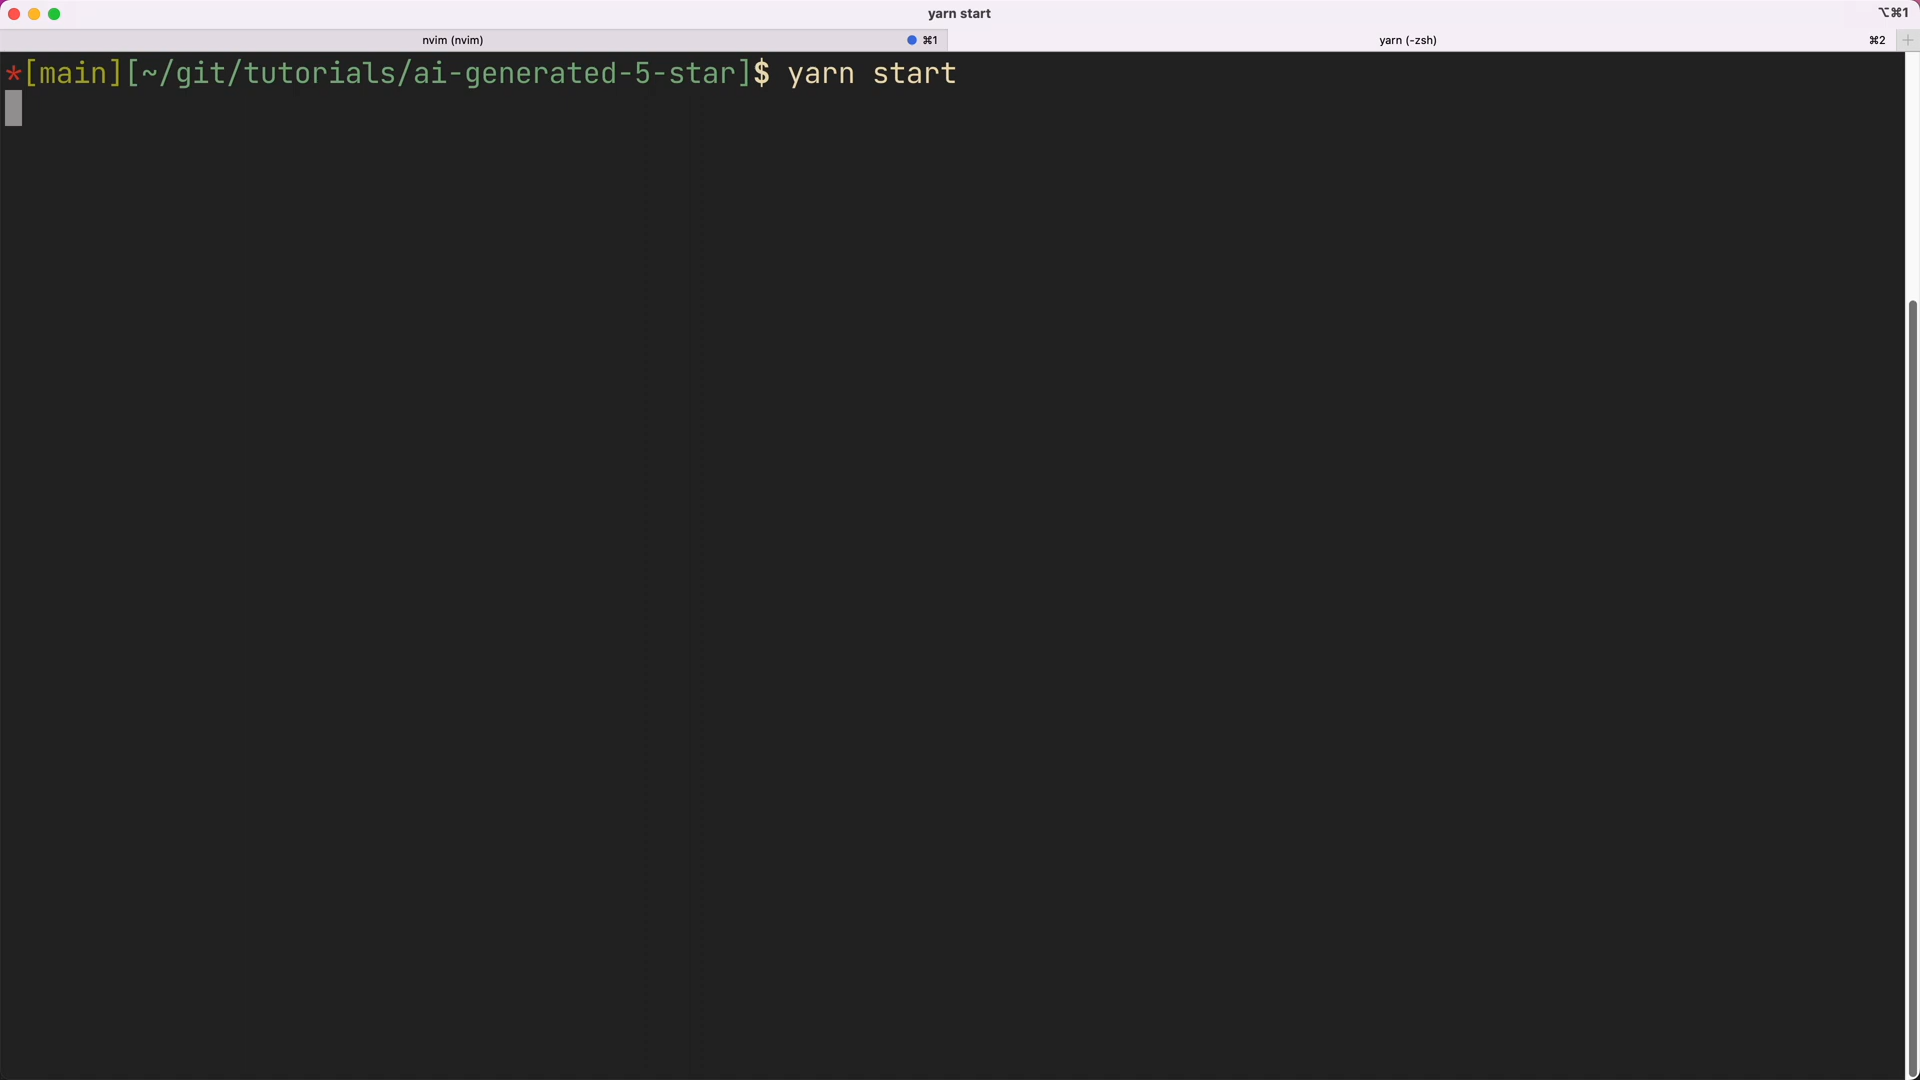 yarn start
⌥⌘1
nvim (nvim)
⌘1
yarn (-zsh)
⌘2
*[main][~/git/tutorials/ai-generated-5-star]$ yarn start